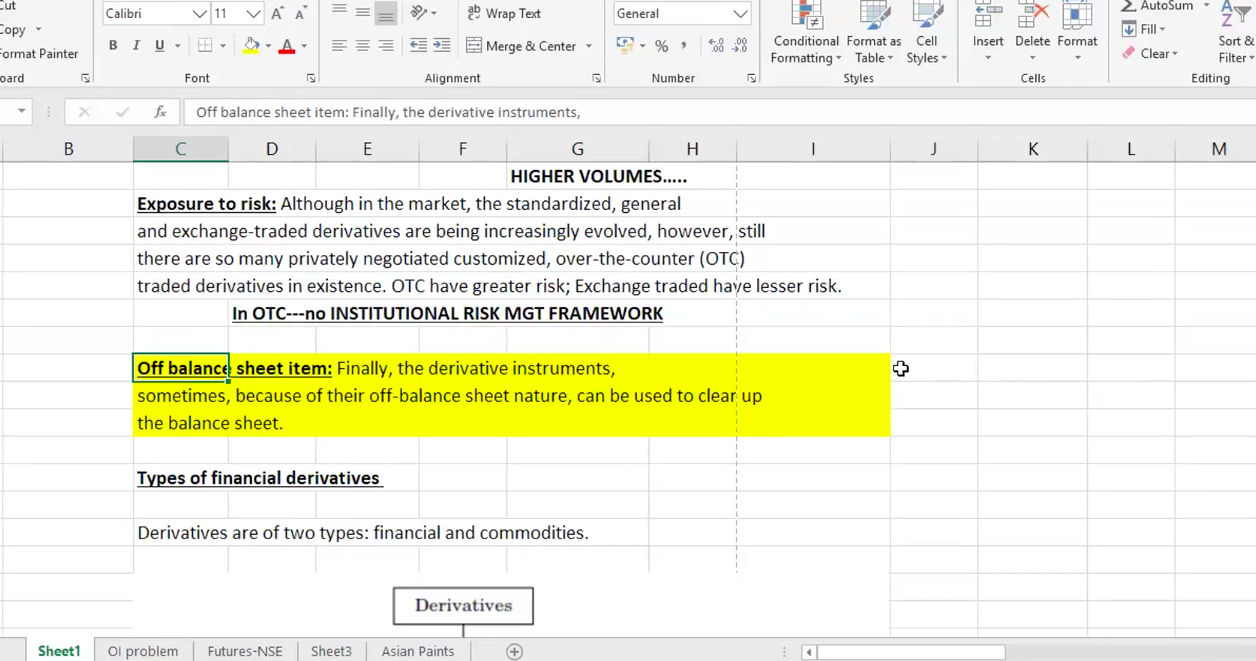 Cut
Calibri 11 A A Wrap Text General AutoSum
Copy
B I U Merge & Center % Conditional Formatting Format as Table Cell Styles Insert Delete Format Fill Sort & Filter
Format Painter Clear
Font Alignment Number Styles Cells Editing
fx Off balance sheet item: Finally, the derivative instruments,
B C D E F G H I J K L M
HIGHER VOLUMES.....
Exposure to risk: Although in the market, the standardized, general
and exchange-traded derivatives are being increasingly evolved, however, still
there are so many privately negotiated customized, over-the-counter (OTC)
traded derivatives in existence. OTC have greater risk; Exchange traded have lesser risk.
In OTC---no INSTITUTIONAL RISK MGT FRAMEWORK
Off balance sheet item: Finally, the derivative instruments,
sometimes, because of their off-balance sheet nature, can be used to clear up
the balance sheet.
Types of financial derivatives
Derivatives are of two types: financial and commodities.
Derivatives
Sheet1 OI problem Futures-NSE Sheet3 Asian Paints